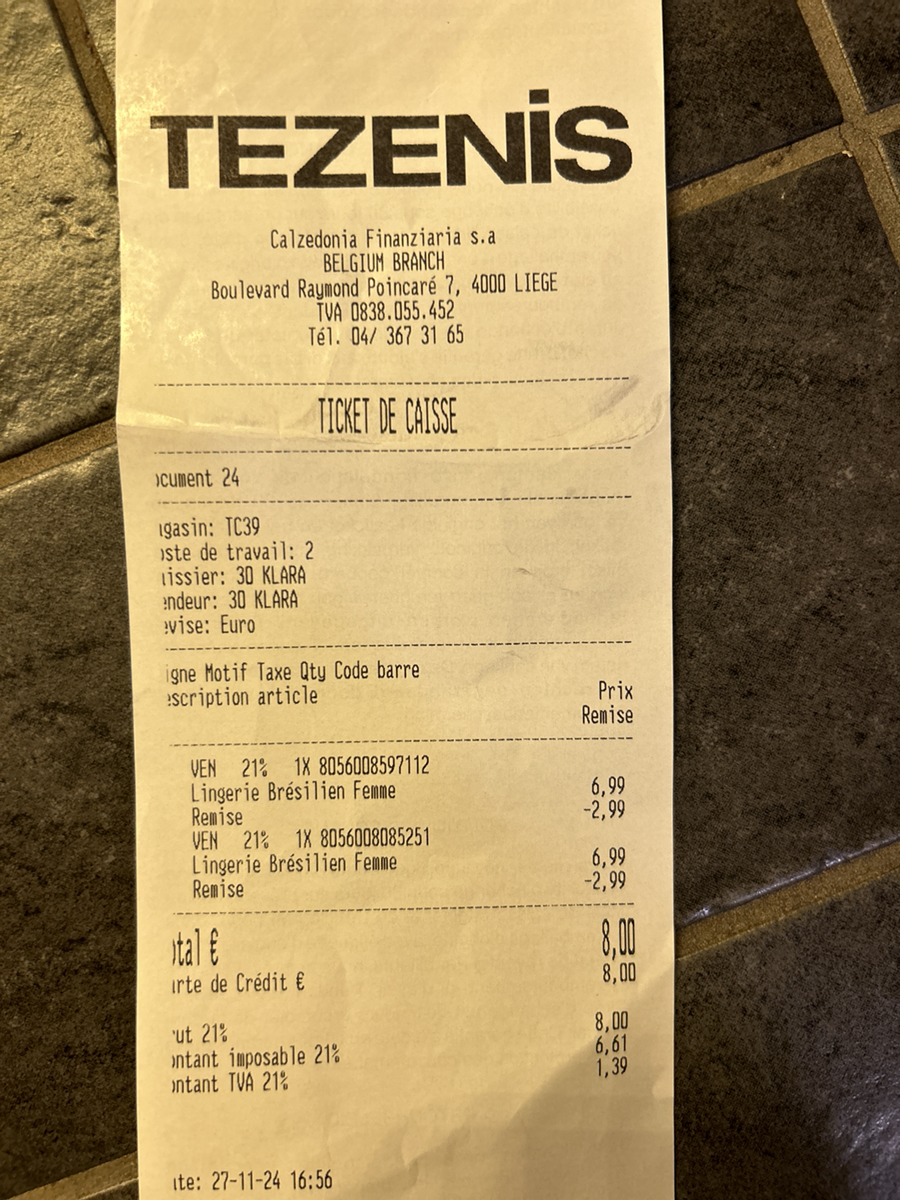 TEZENiS
Calzedonia Finanziaria s.a
BELGIUM BRANCH
Boulevard Raymond Poincaré 7, 4000 LIEGE
TVA 0838.055.452
Tél. 04/ 367 31 65
TICKET DE CAISSE
ocument 24
agasin: TC39
oste de travail: 2
aissier: 30 KLARA
endeur: 30 KLARA
evise: Euro
igne Motif Taxe Qty Code barre
escription article Prix
Remise
VEN 21% 1X 8056008597112
Lingerie Brésilien Femme 6,99
Remise -2,99
VEN 21% 1X 8056008085251
Lingerie Brésilien Femme 6,99
Remise -2,99
otal € 8,00
arte de Crédit € 8,00
rut 21% 8,00
ontant imposable 21% 6,61
ontant TVA 21% 1,39
ate: 27-11-24 16:56